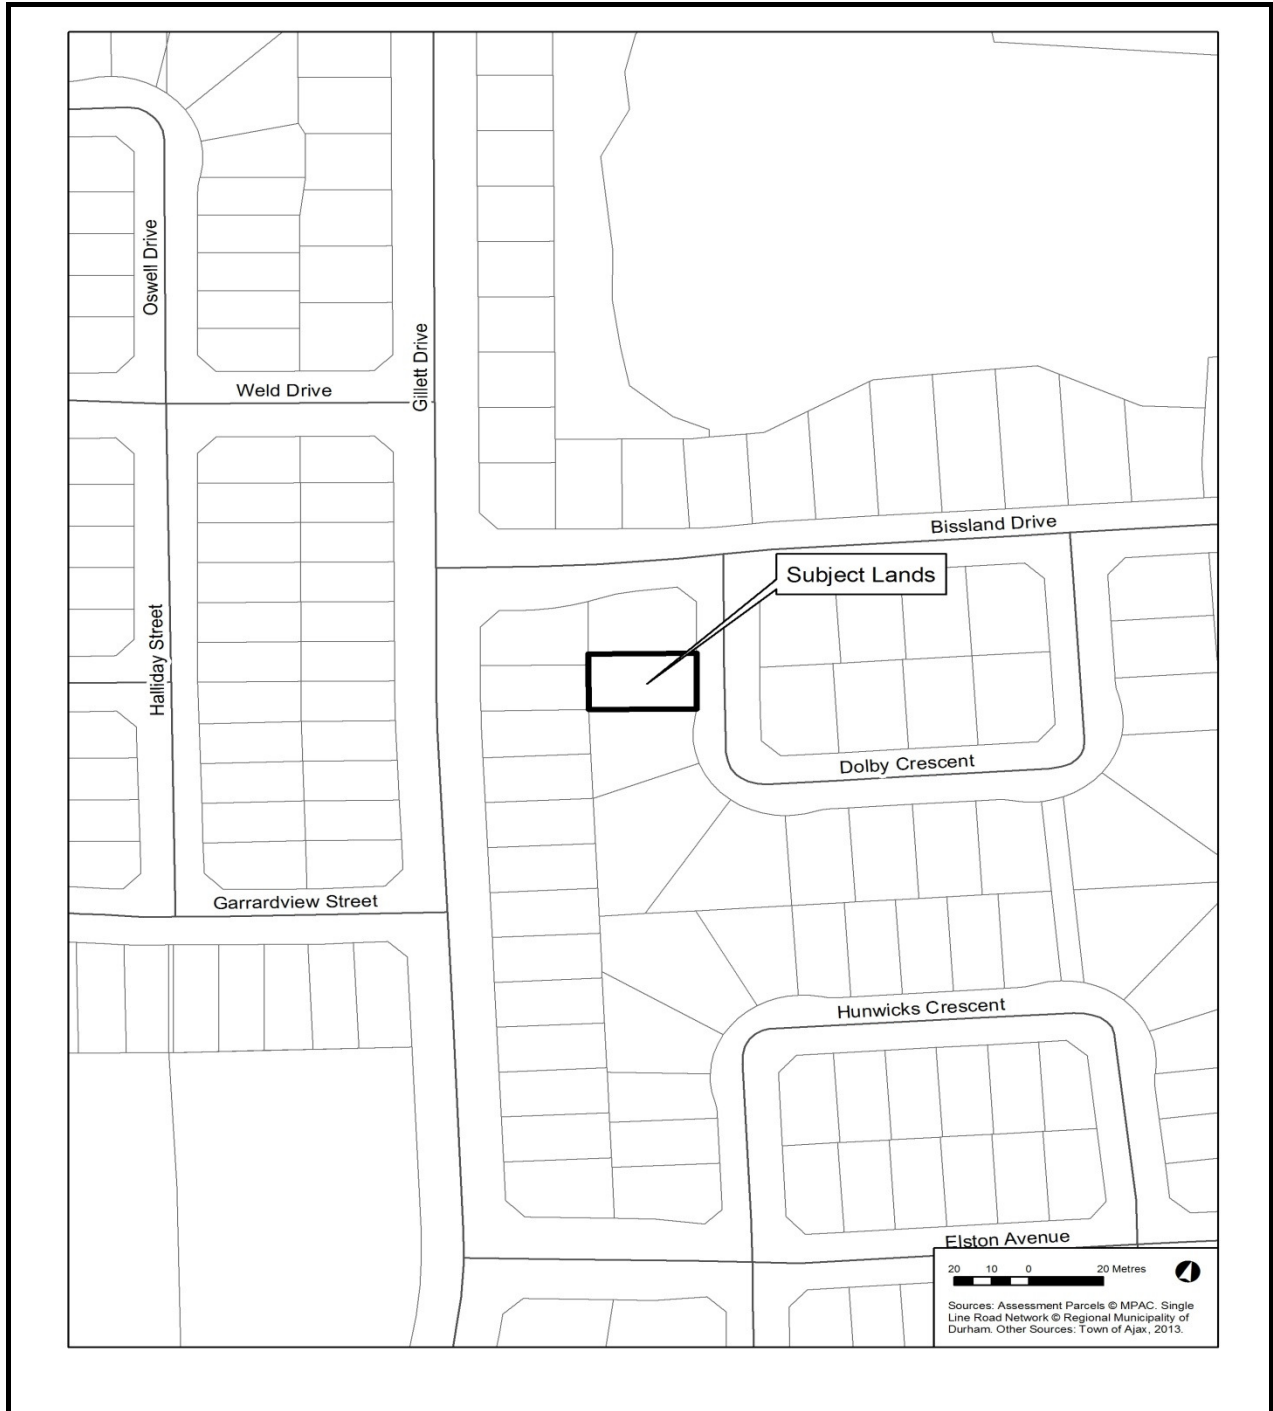 Oswell Drive
Weld Drive
Gillett Drive
Bissland Drive
Subject Lands
Halliday Street
Dolby Crescent
Garrardview Street
Hunwicks Crescent
Elston Avenue
20 10 0 20 Metres
Sources: Assessment Parcels © MPAC. Single
Line Road Network © Regional Municipality of
Durham. Other Sources: Town of Ajax, 2013.